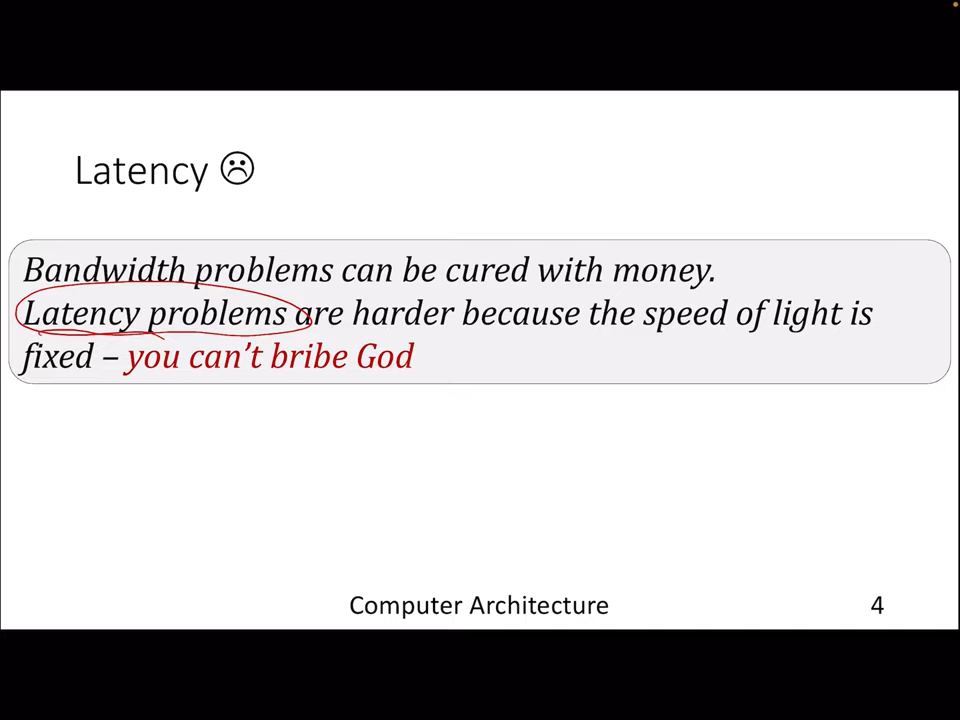 Latency ☹
Bandwidth problems can be cured with money.
Latency problems are harder because the speed of light is
fixed – you can't bribe God
Computer Architecture
4